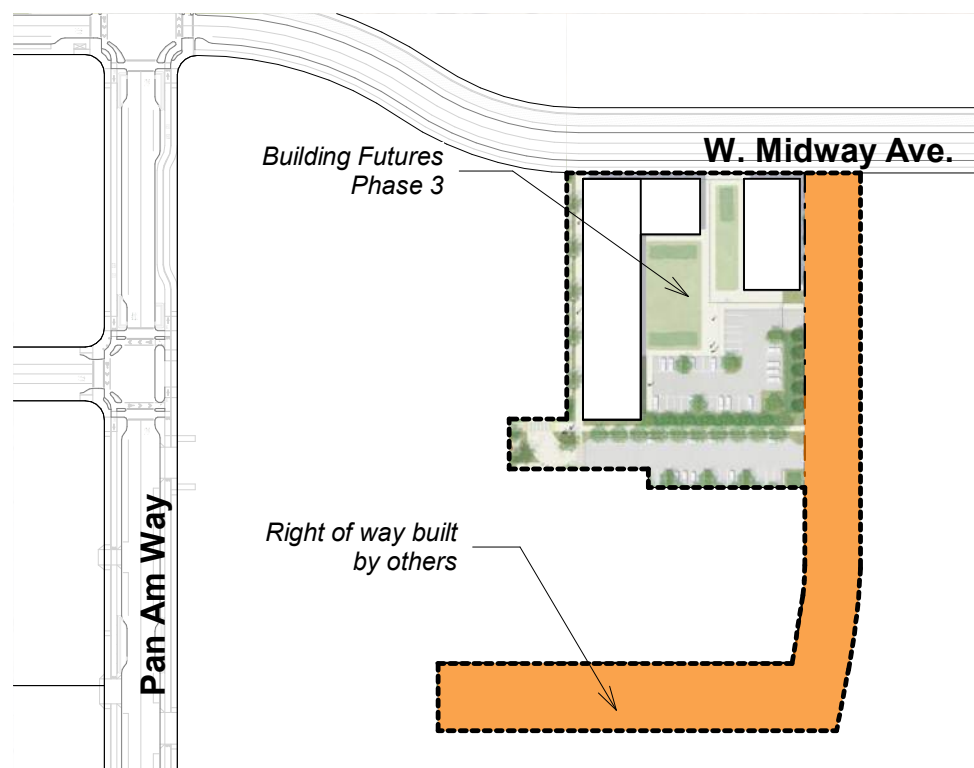 W. Midway Ave.
Building Futures
Phase 3
Right of way built
by others
Pan Am Way